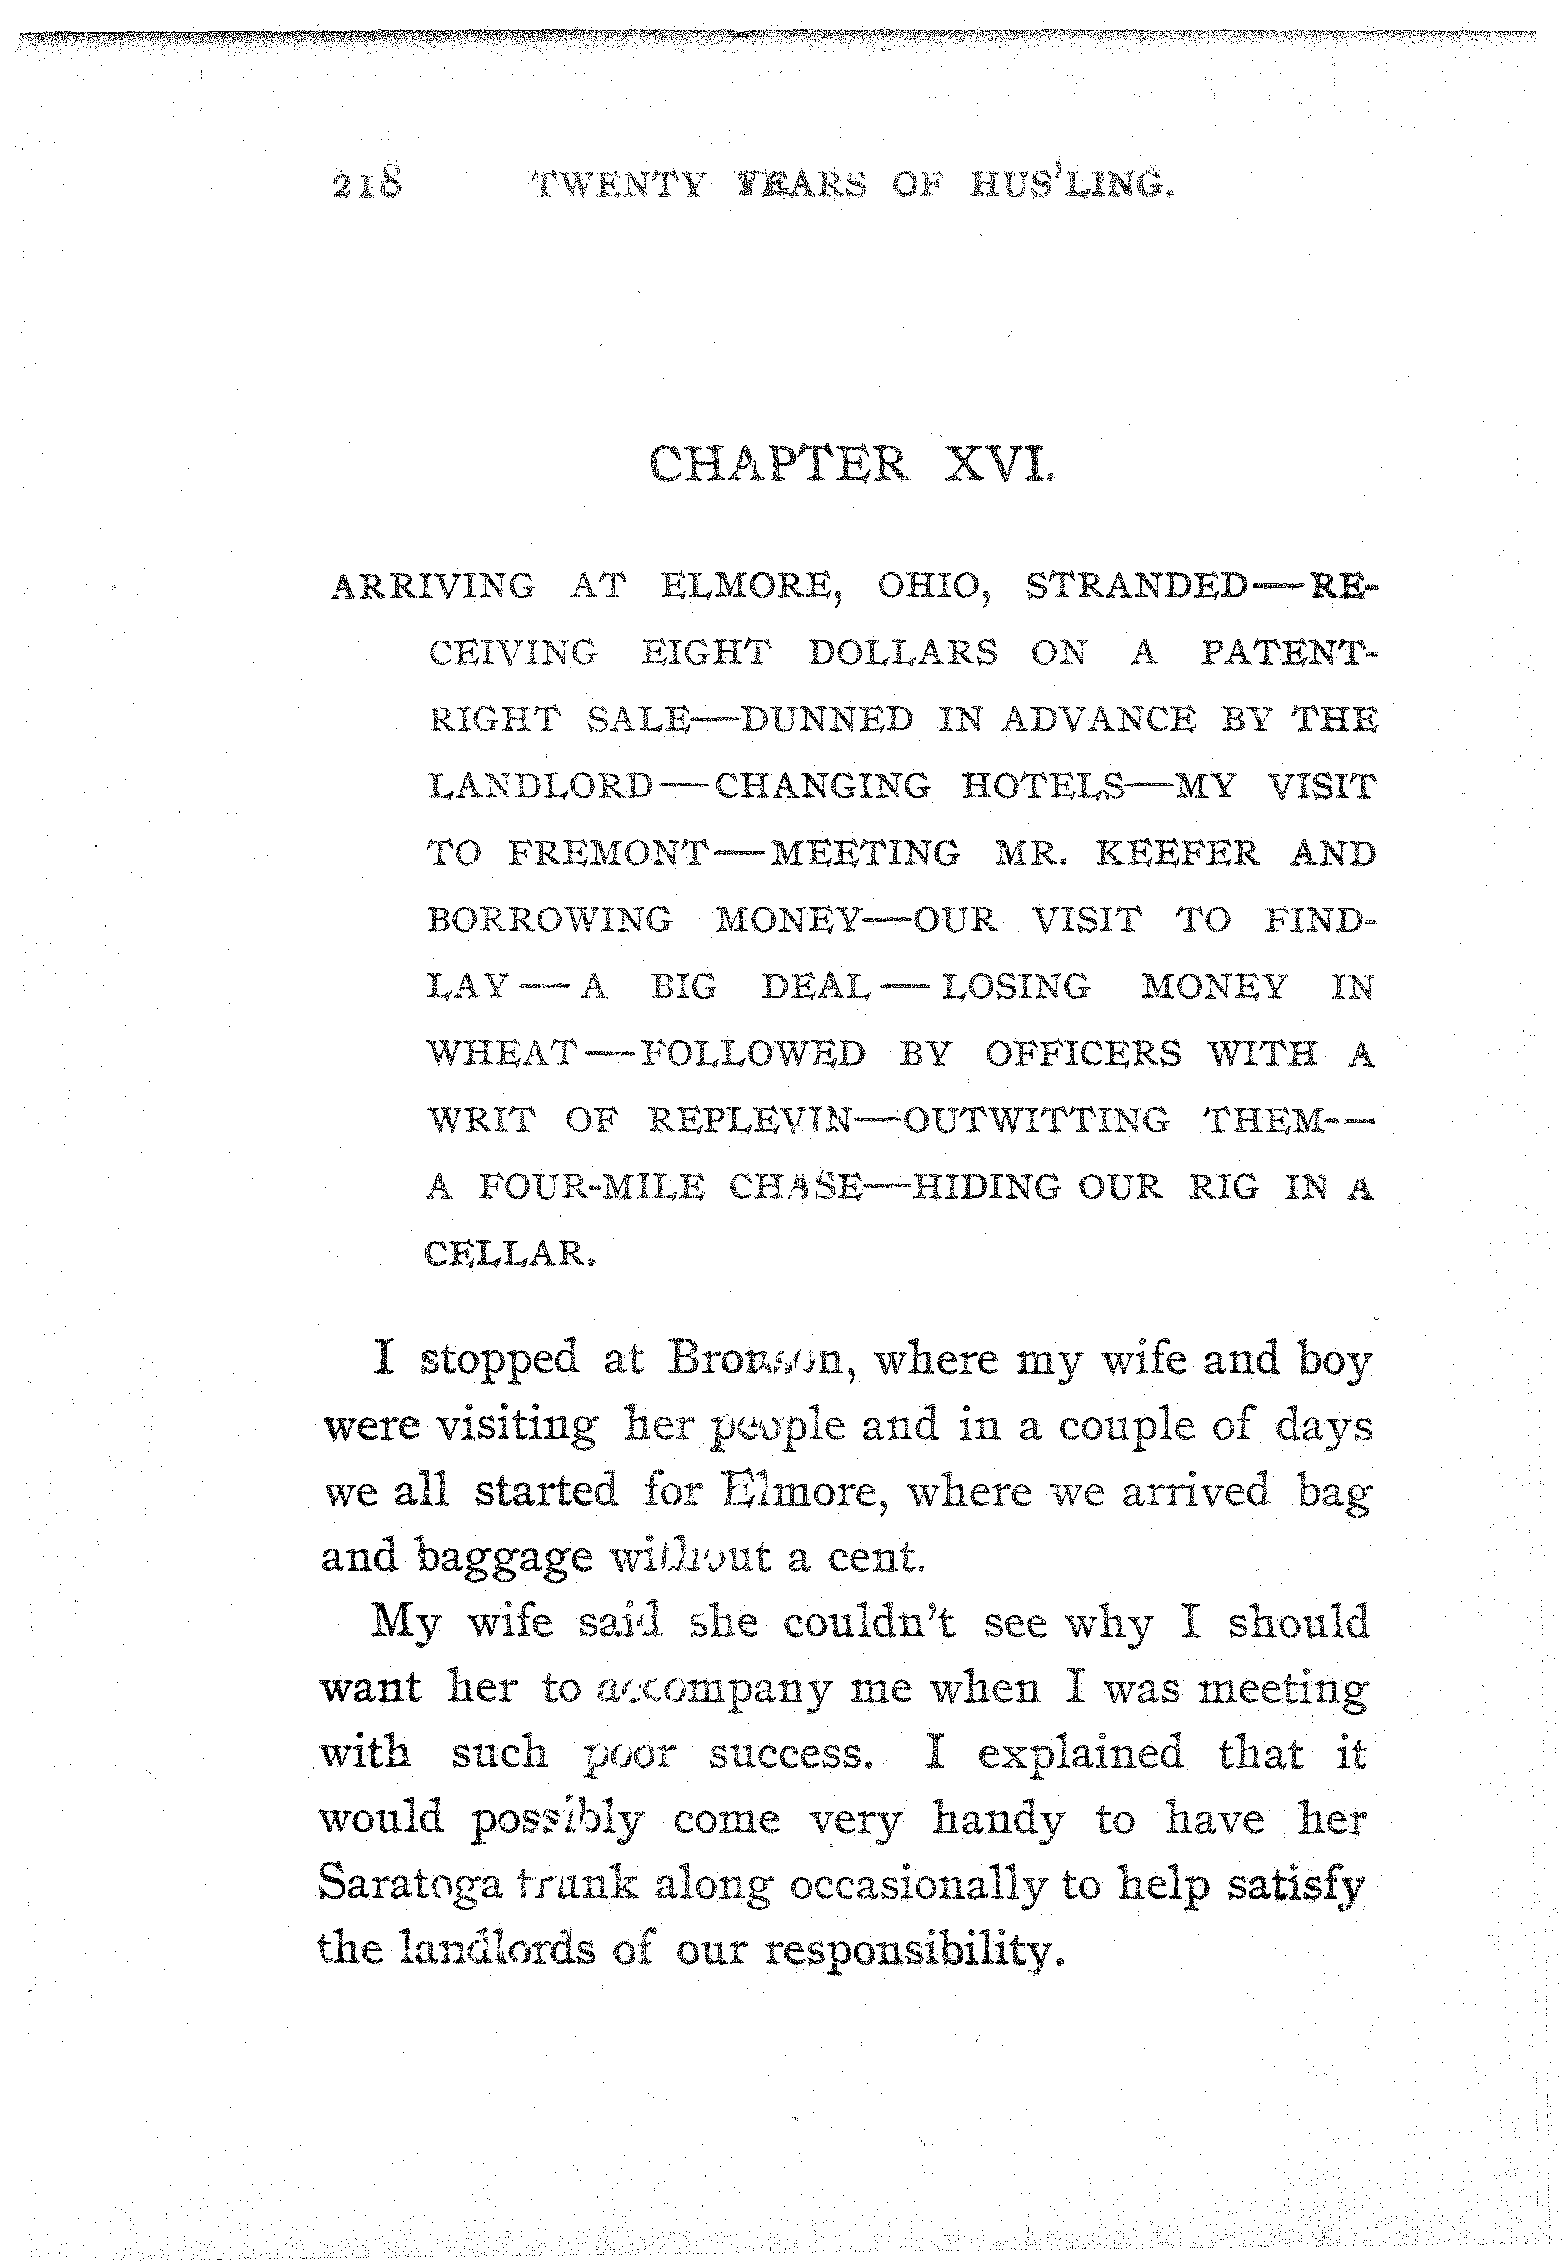 218 TWENTY YEARS OF HUS'LING.
CHAPTER XVI.
ARRIVING AT ELMORE, OHIO, STRANDED—RE-
CEIVING EIGHT DOLLARS ON A PATENT-
RIGHT SALE—DUNNED IN ADVANCE BY THE
LANDLORD—CHANGING HOTELS—MY VISIT
TO FREMONT—MEETING MR. KEEFER AND
BORROWING MONEY—OUR VISIT TO FIND-
LAY—A BIG DEAL—LOSING MONEY IN
WHEAT—FOLLOWED BY OFFICERS WITH A
WRIT OF REPLEVIN—OUTWITTING THEM—
A FOUR-MILE CHASE—HIDING OUR RIG IN A
CELLAR.
I stopped at Bronson, where my wife and boy
were visiting her people and in a couple of days
we all started for Elmore, where we arrived bag
and baggage without a cent.
My wife said she couldn't see why I should
want her to accompany me when I was meeting
with such poor success. I explained that it
would possibly come very handy to have her
Saratoga trunk along occasionally to help satisfy
the landlords of our responsibility.